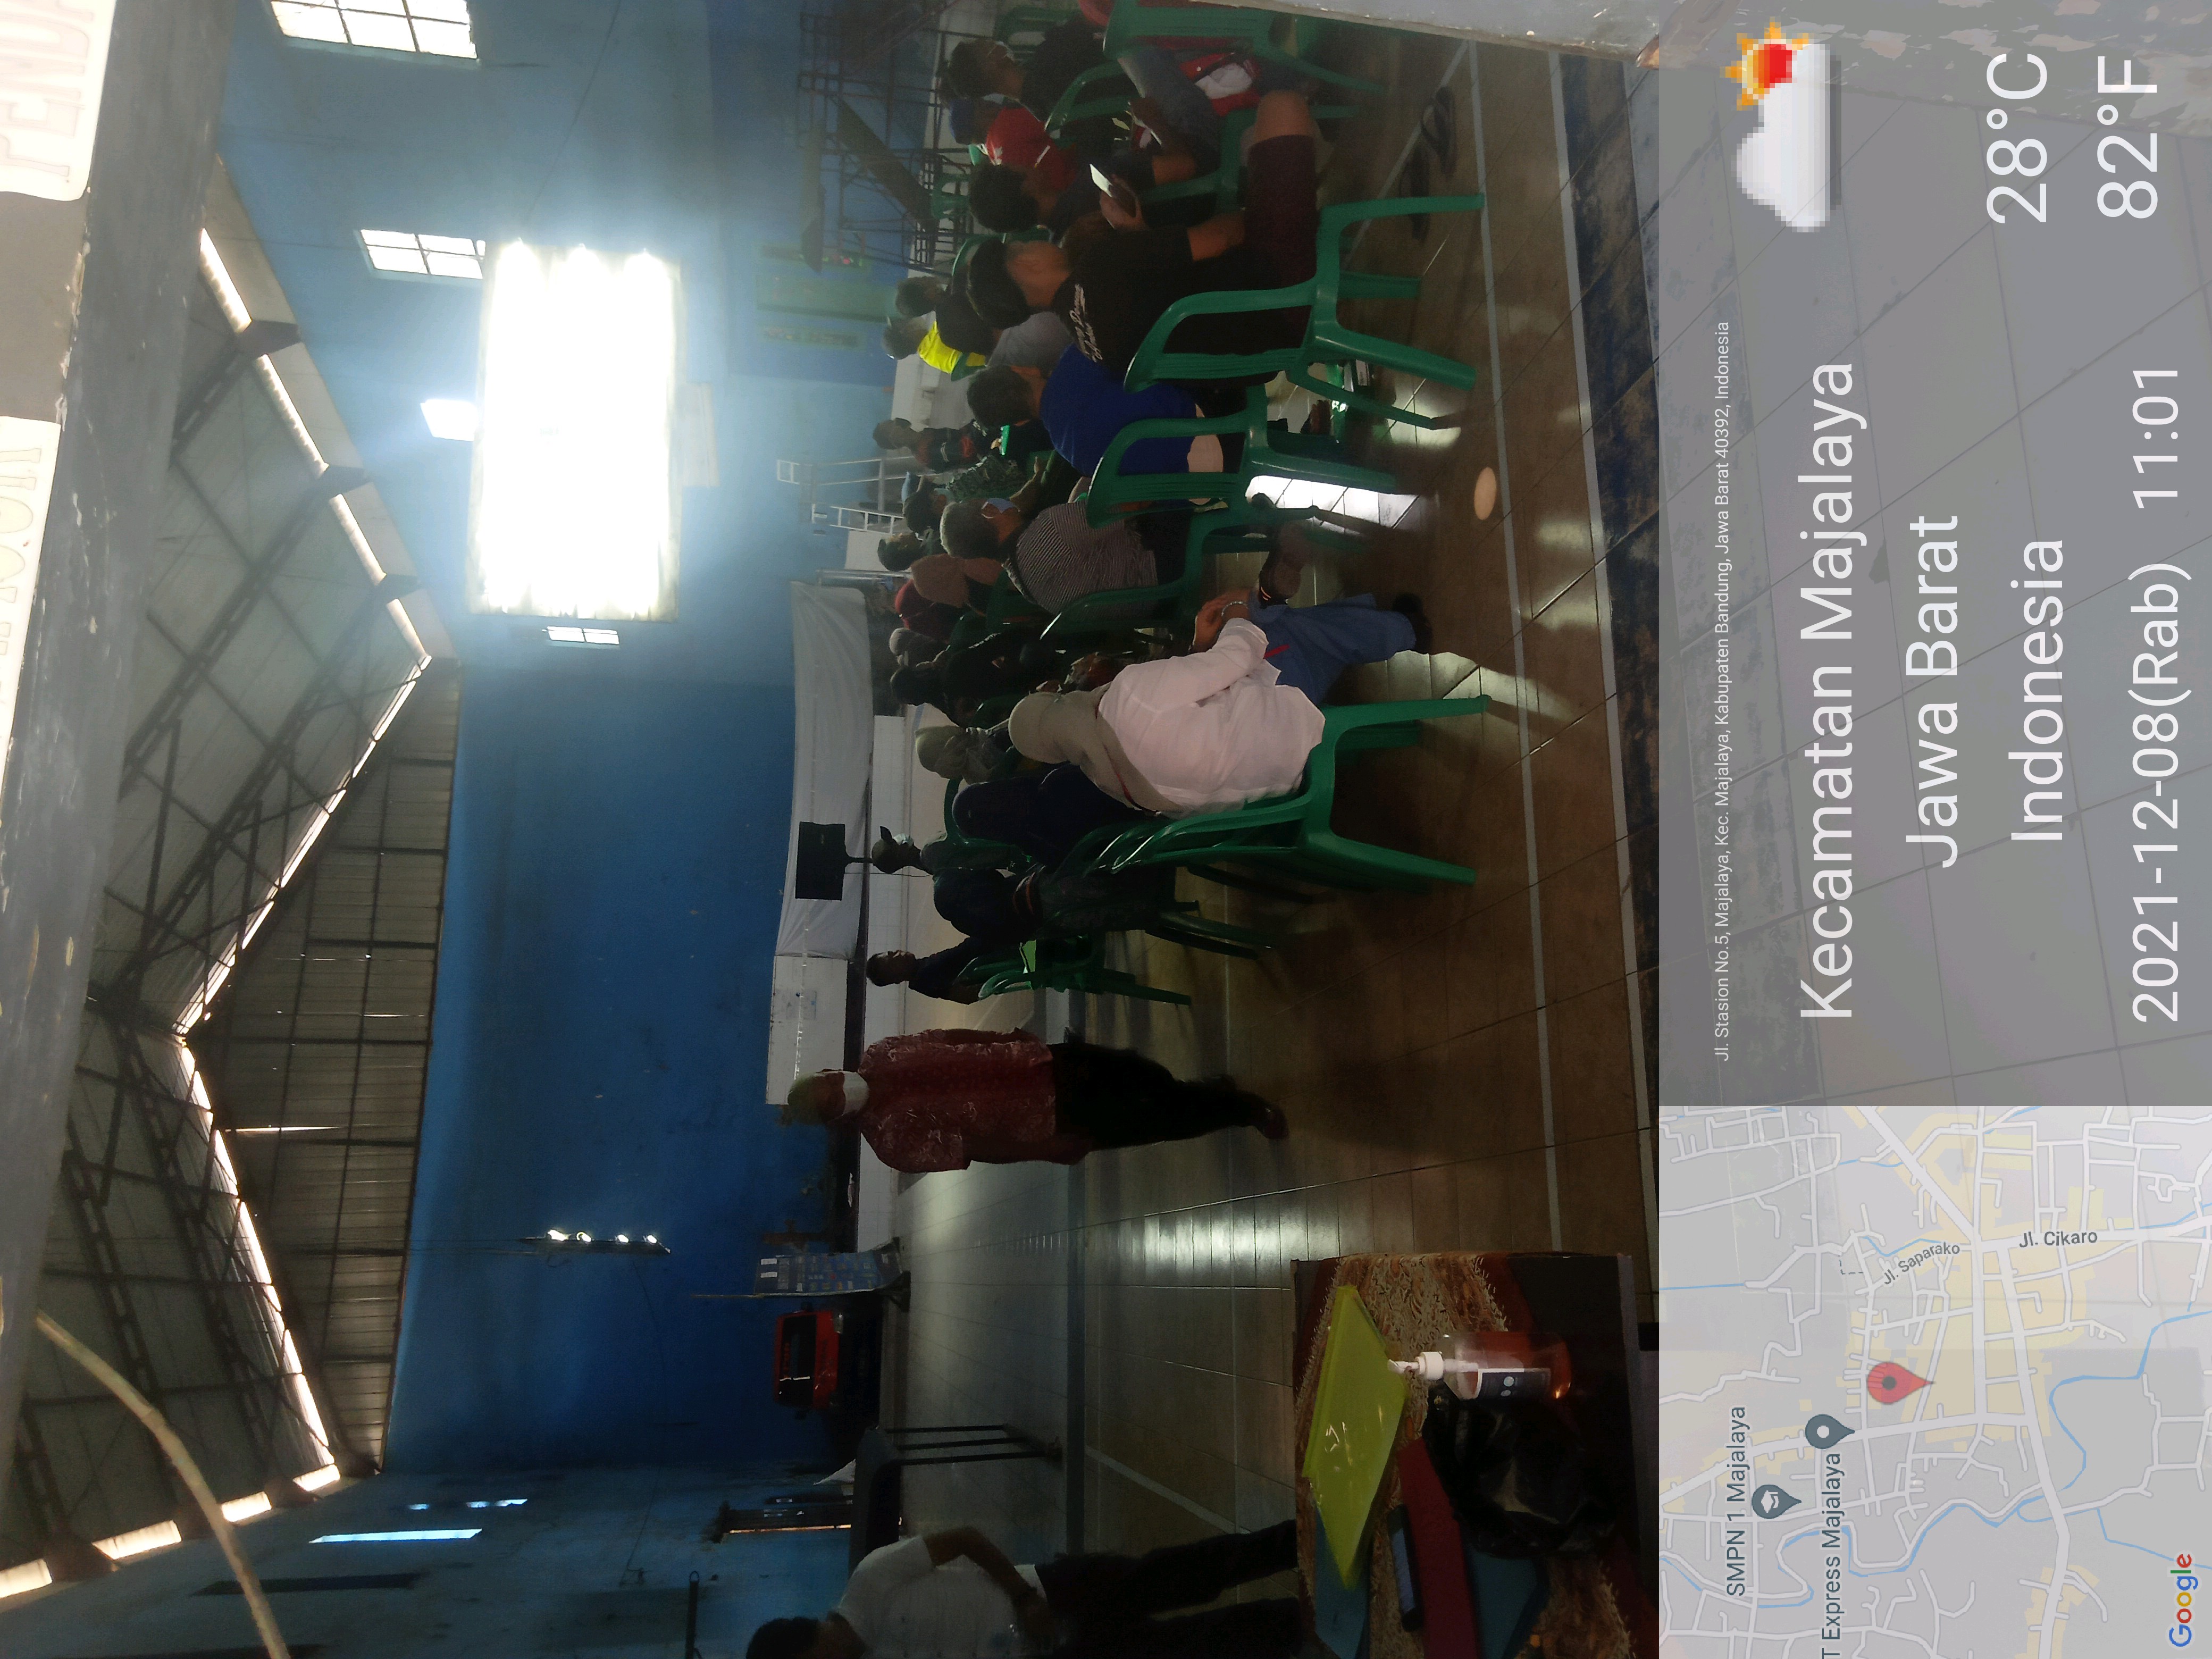 PENDA
SMPN 1 Majalaya
T Express Majalaya
Jl. Saparako
Jl. Cikaro
Google
Jl. Stasion No.5, Majalaya, Kec. Majalaya, Kabupaten Bandung, Jawa Barat 40392, Indonesia
Kecamatan Majalaya
Jawa Barat
Indonesia
2021-12-08(Rab) 11:01
28°C
82°F